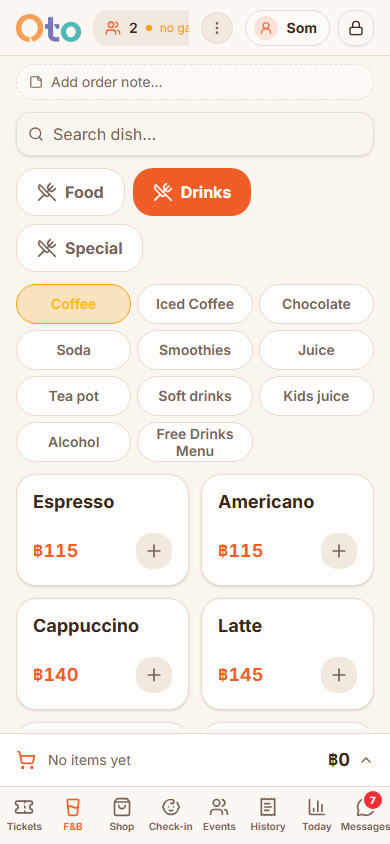 Oto
2
no ga
Som
Add order note...
Search dish...
Food
Drinks
Special
Coffee
Iced Coffee
Chocolate
Soda
Smoothies
Juice
Tea pot
Soft drinks
Kids juice
Alcohol
Free Drinks
Menu
Espresso
Americano
฿115
฿115
Cappuccino
Latte
฿140
฿145
No items yet
฿0
7
Tickets
F&B
Shop
Check-in
Events
History
Today
Messages